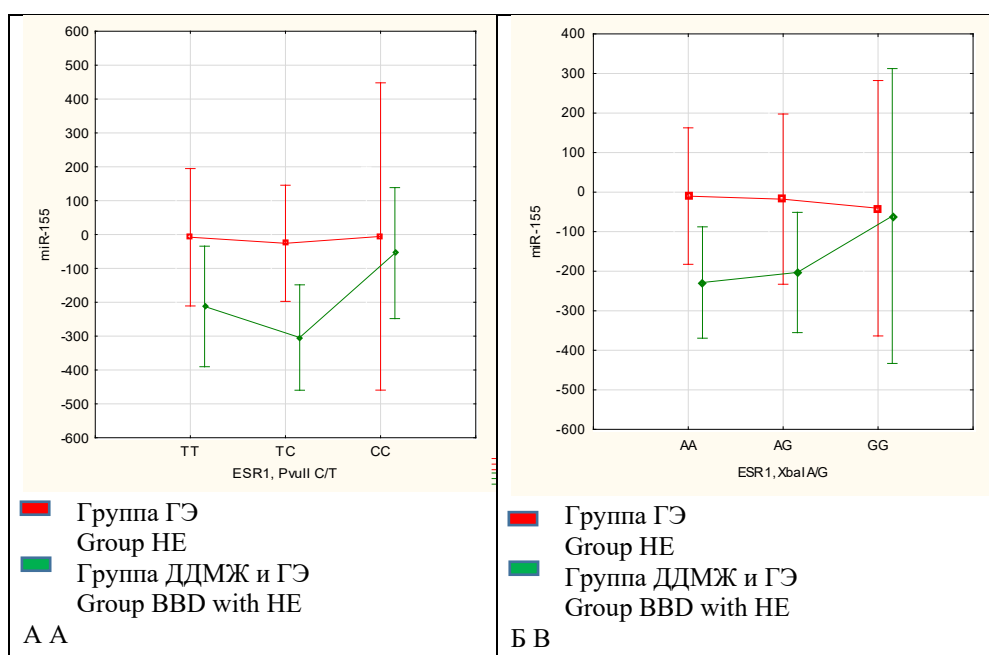 600
500
400
300
200
100
0
-100
-200
-300
-400
-500
-600
miR-155
TT TC CC
ESR1, PvuII C/T
Группа ГЭ
Group HE
Группа ДДМЖ и ГЭ
Group BBD with HE
А A
400
300
200
100
0
-100
-200
-300
-400
-500
-600
miR-155
AA AG GG
ESR1, XbaI A/G
Группа ГЭ
Group HE
Группа ДДМЖ и ГЭ
Group BBD with HE
Б B